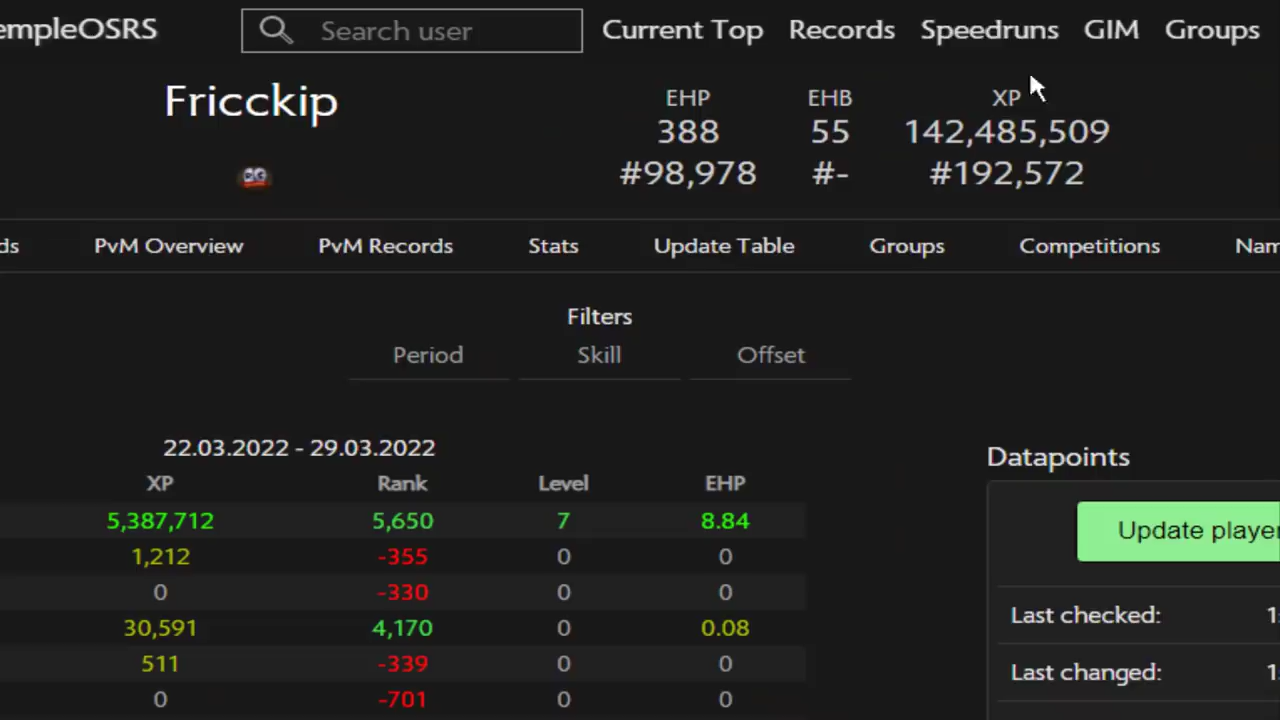 empleOSRS Search user Current Top Records Speedruns GIM Groups
Fricckip
EHP EHB XP
388 55 142,485,509
#98,978 #- #192,572
ds PvM Overview PvM Records Stats Update Table Groups Competitions Nam
Filters
Period Skill Offset
22.03.2022 - 29.03.2022
XP Rank Level EHP
5,387,712 5,650 7 8.84
1,212 -355 0 0
0 -330 0 0
30,591 4,170 0 0.08
511 -339 0 0
0 -701 0 0
Datapoints
Update player
Last checked:
Last changed: